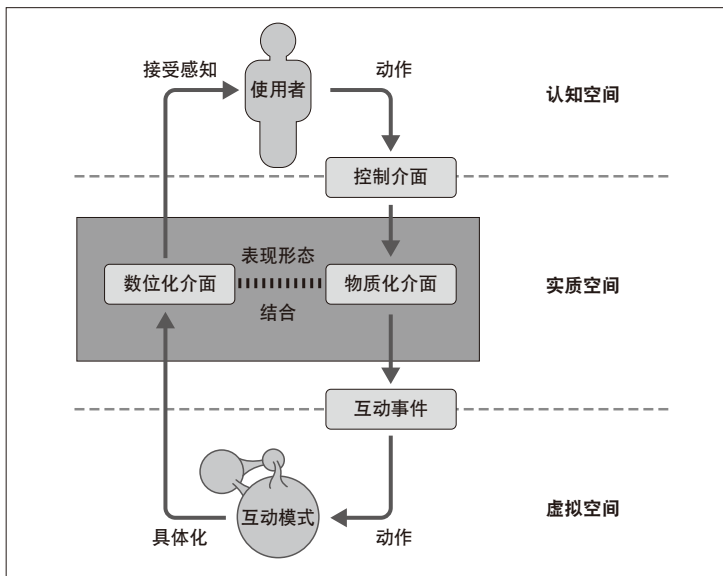 接受感知
使用者
动作
认知空间
控制介面
表现形态
数位化介面
物质化介面
实质空间
结合
互动事件
互动模式
虚拟空间
具体化
动作